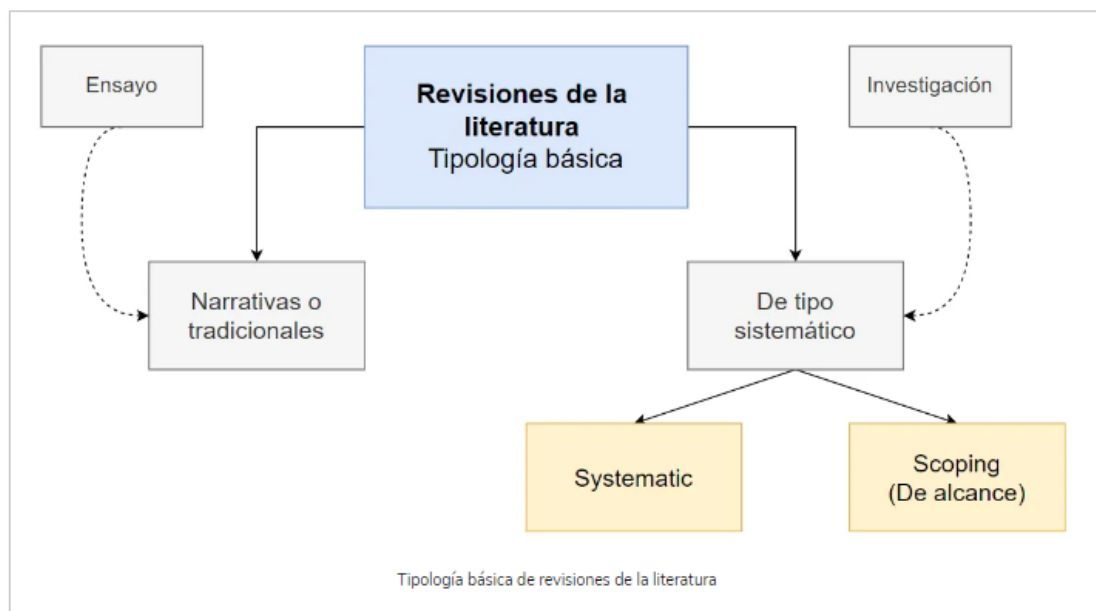 Ensayo
Revisiones de la
literatura
Tipología básica
Investigación
Narrativas o
tradicionales
De tipo
sistemático
Systematic
Scoping
(De alcance)
Tipología básica de revisiones de la literatura